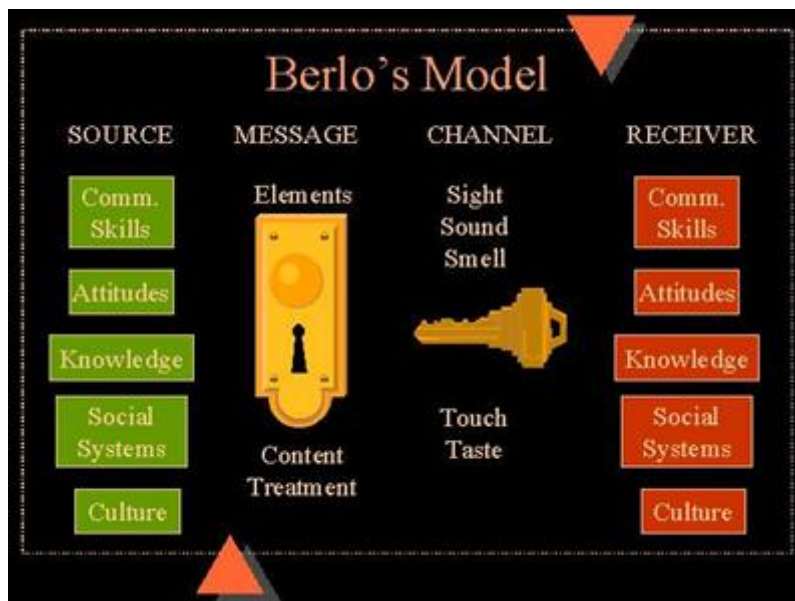 Berlo's Model
SOURCE
MESSAGE
CHANNEL
RECEIVER
Comm.
Skills
Attitudes
Knowledge
Social
Systems
Culture
Elements
Content
Treatment
Sight
Sound
Smell
Touch
Taste
Comm.
Skills
Attitudes
Knowledge
Social
Systems
Culture